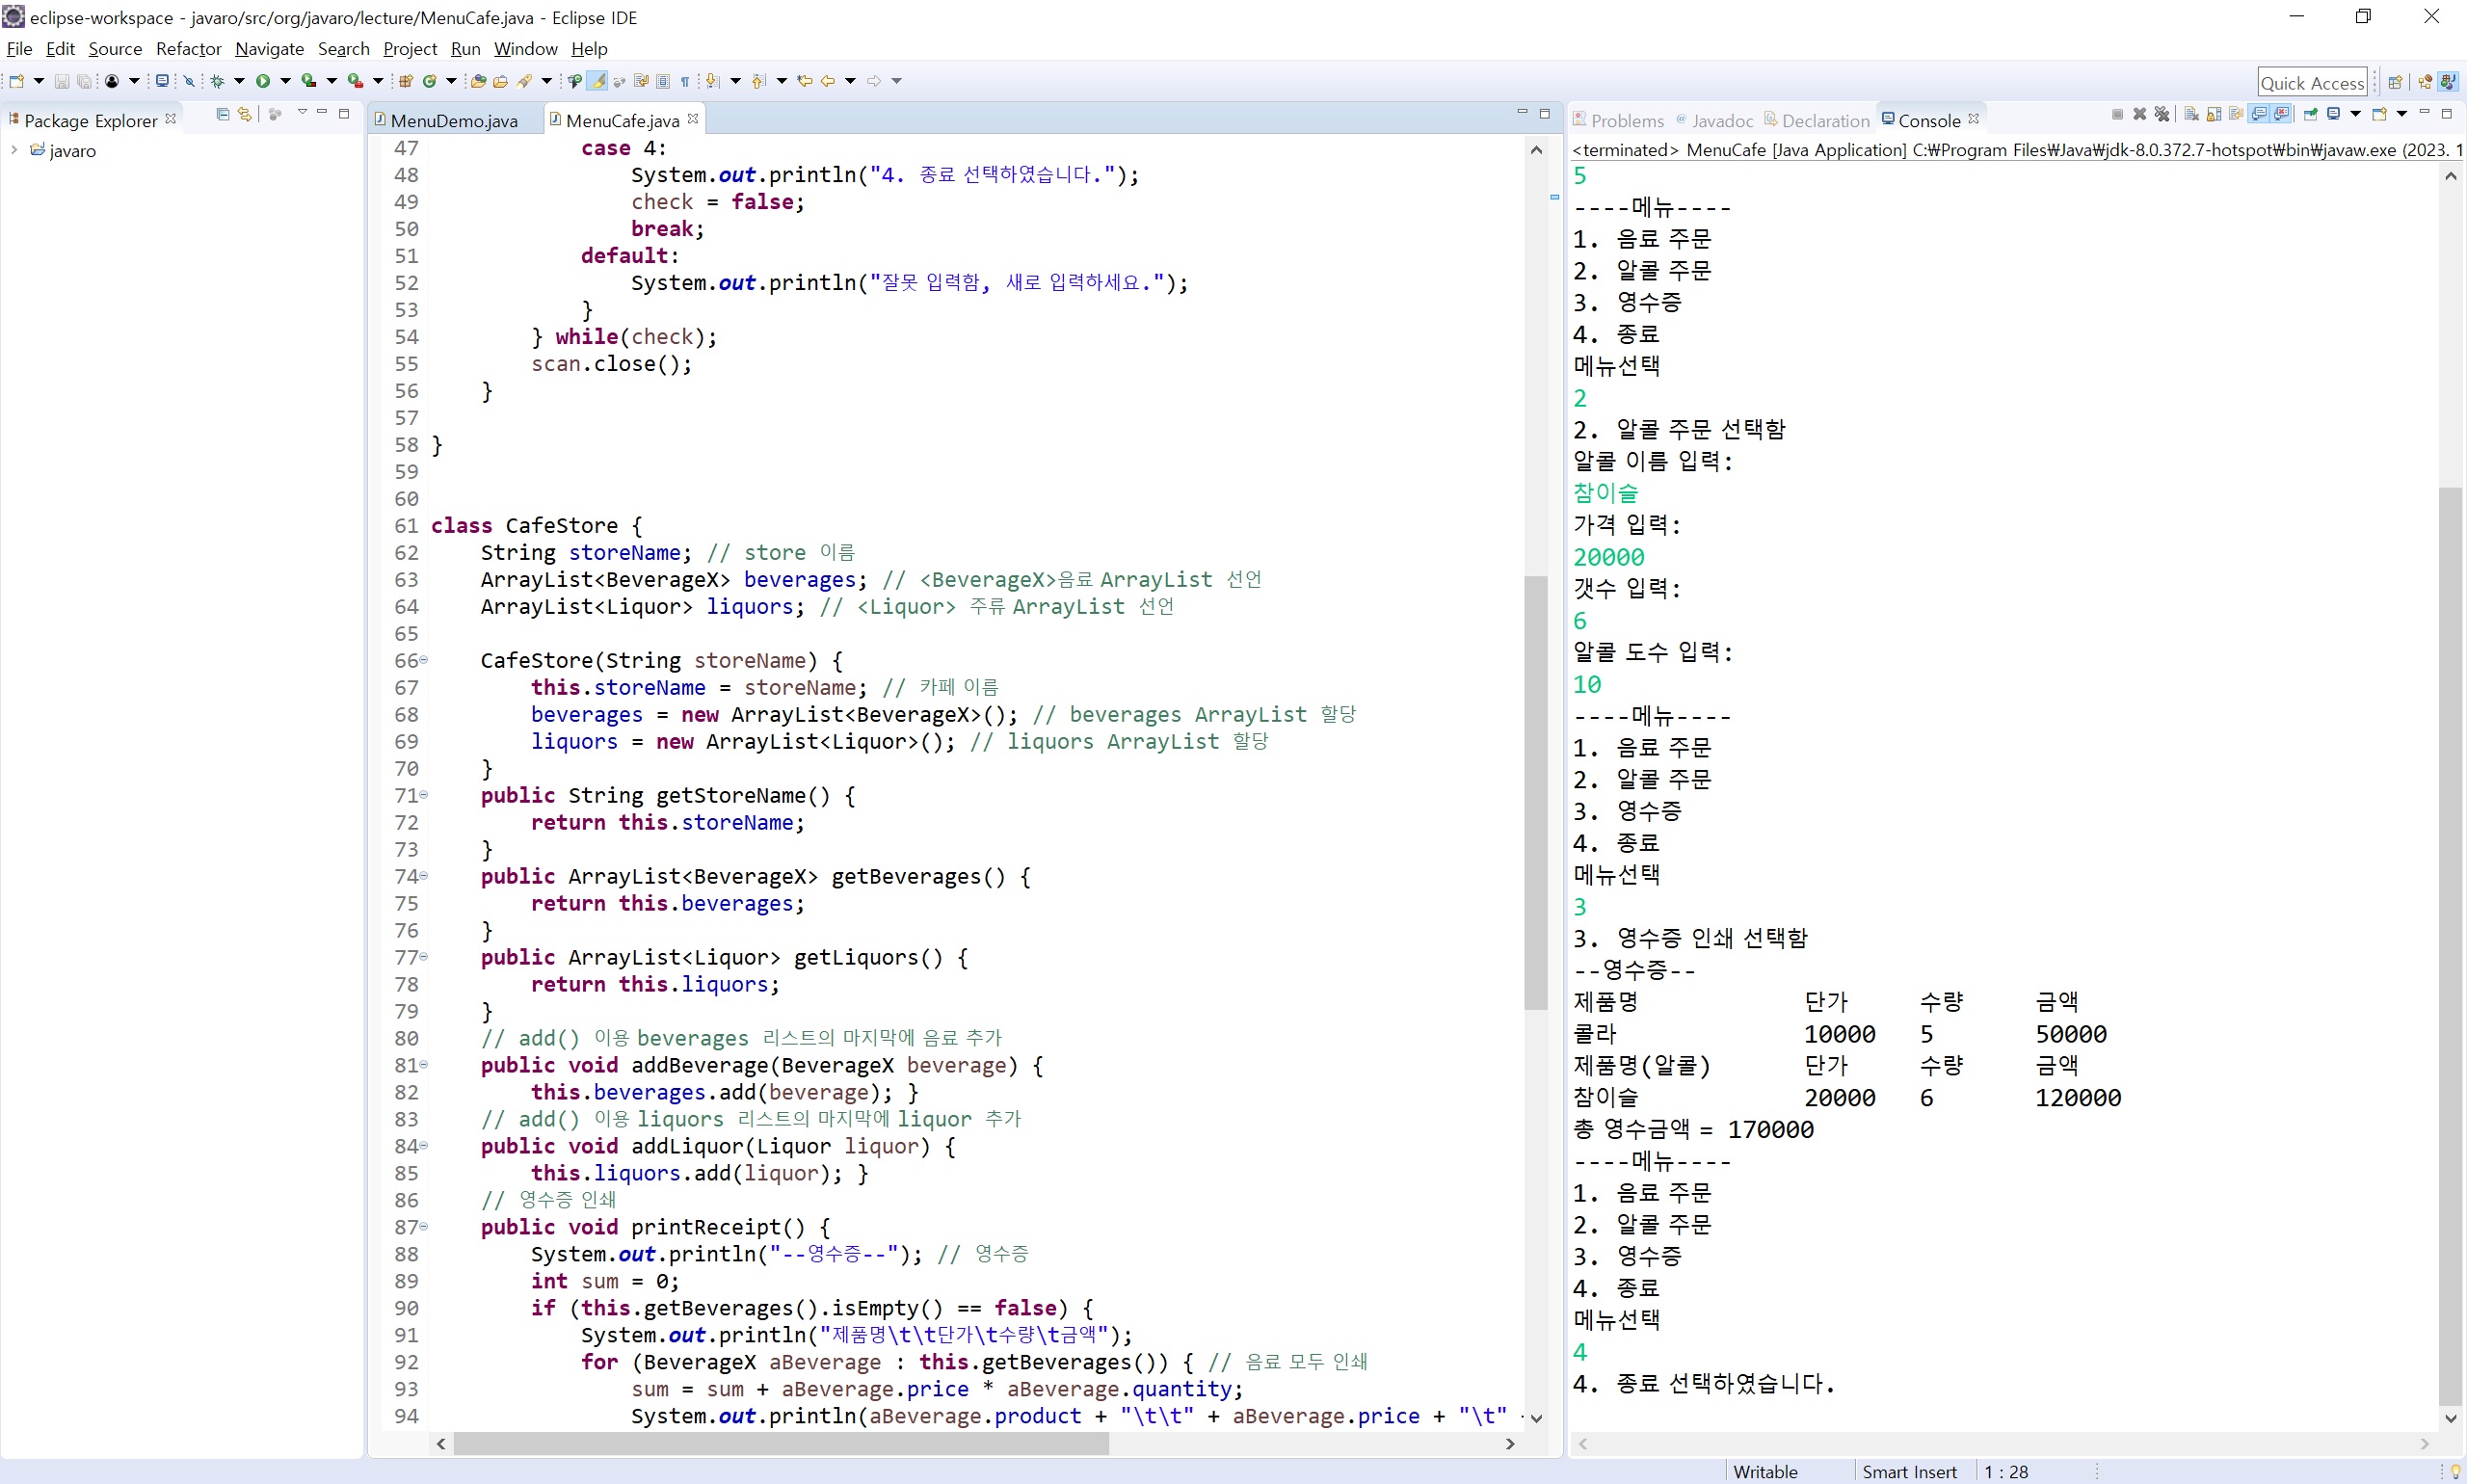 eclipse-workspace - javaro/src/org/javaro/lecture/MenuCafe.java - Eclipse IDE
File Edit Source Refactor Navigate Search Project Run Window Help
Quick Access
Package Explorer
javaro
MenuDemo.java MenuCafe.java
47 case 4:
48 System.out.println("4. 종료 선택하였습니다.");
49 check = false;
50 break;
51 default:
52 System.out.println("잘못 입력함, 새로 입력하세요.");
53 }
54 } while(check);
55 scan.close();
56 }
57
58 }
59
60
61 class CafeStore {
62 String storeName; // store 이름
63 ArrayList<BeverageX> beverages; // <BeverageX>음료 ArrayList 선언
64 ArrayList<Liquor> liquors; // <Liquor> 주류 ArrayList 선언
65
66 CafeStore(String storeName) {
67 this.storeName = storeName; // 카페 이름
68 beverages = new ArrayList<BeverageX>(); // beverages ArrayList 할당
69 liquors = new ArrayList<Liquor>(); // liquors ArrayList 할당
70 }
71 public String getStoreName() {
72 return this.storeName;
73 }
74 public ArrayList<BeverageX> getBeverages() {
75 return this.beverages;
76 }
77 public ArrayList<Liquor> getLiquors() {
78 return this.liquors;
79 }
80 // add() 이용 beverages 리스트의 마지막에 음료 추가
81 public void addBeverage(BeverageX beverage) {
82 this.beverages.add(beverage); }
83 // add() 이용 liquors 리스트의 마지막에 liquor 추가
84 public void addLiquor(Liquor liquor) {
85 this.liquors.add(liquor); }
86 // 영수증 인쇄
87 public void printReceipt() {
88 System.out.println("--영수증--"); // 영수증
89 int sum = 0;
90 if (this.getBeverages().isEmpty() == false) {
91 System.out.println("제품명\t\t단가\t수량\t금액");
92 for (BeverageX aBeverage : this.getBeverages()) { // 음료 모두 인쇄
93 sum = sum + aBeverage.price * aBeverage.quantity;
94 System.out.println(aBeverage.product + "\t\t" + aBeverage.price + "\t"
Problems Javadoc Declaration Console
<terminated> MenuCafe [Java Application] C:₩Program Files₩Java₩jdk-8.0.372.7-hotspot₩bin₩javaw.exe (2023. 1
5
----메뉴----
1. 음료 주문
2. 알콜 주문
3. 영수증
4. 종료
메뉴선택
2
2. 알콜 주문 선택함
알콜 이름 입력:
참이슬
가격 입력:
20000
갯수 입력:
6
알콜 도수 입력:
10
----메뉴----
1. 음료 주문
2. 알콜 주문
3. 영수증
4. 종료
메뉴선택
3
3. 영수증 인쇄 선택함
--영수증--
제품명 단가 수량 금액
콜라 10000 5 50000
제품명(알콜) 단가 수량 금액
참이슬 20000 6 120000
총 영수금액 = 170000
----메뉴----
1. 음료 주문
2. 알콜 주문
3. 영수증
4. 종료
메뉴선택
4
4. 종료 선택하였습니다.
Writable Smart Insert 1 : 28